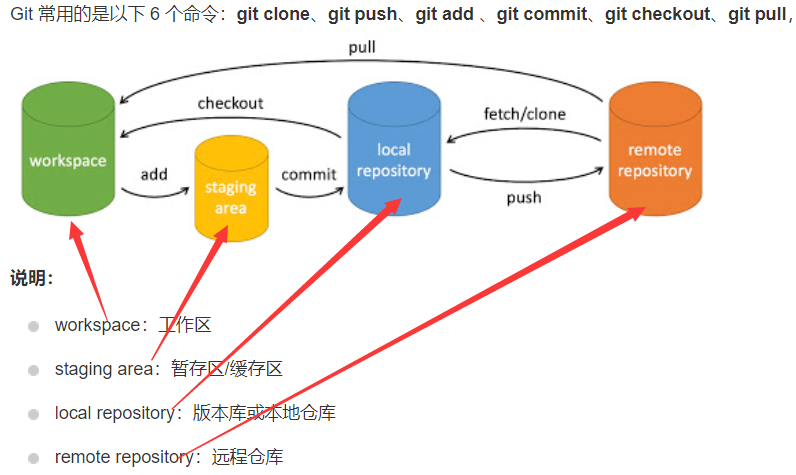 Git 常用的是以下 6 个命令：git clone、git push、git add 、git commit、git checkout、git pull，
pull
checkout
fetch/clone
workspace
local
repository
remote
repository
add
staging
area
commit
push
说明：
workspace：工作区
staging area：暂存区/缓存区
local repository：版本库或本地仓库
remote repository：远程仓库